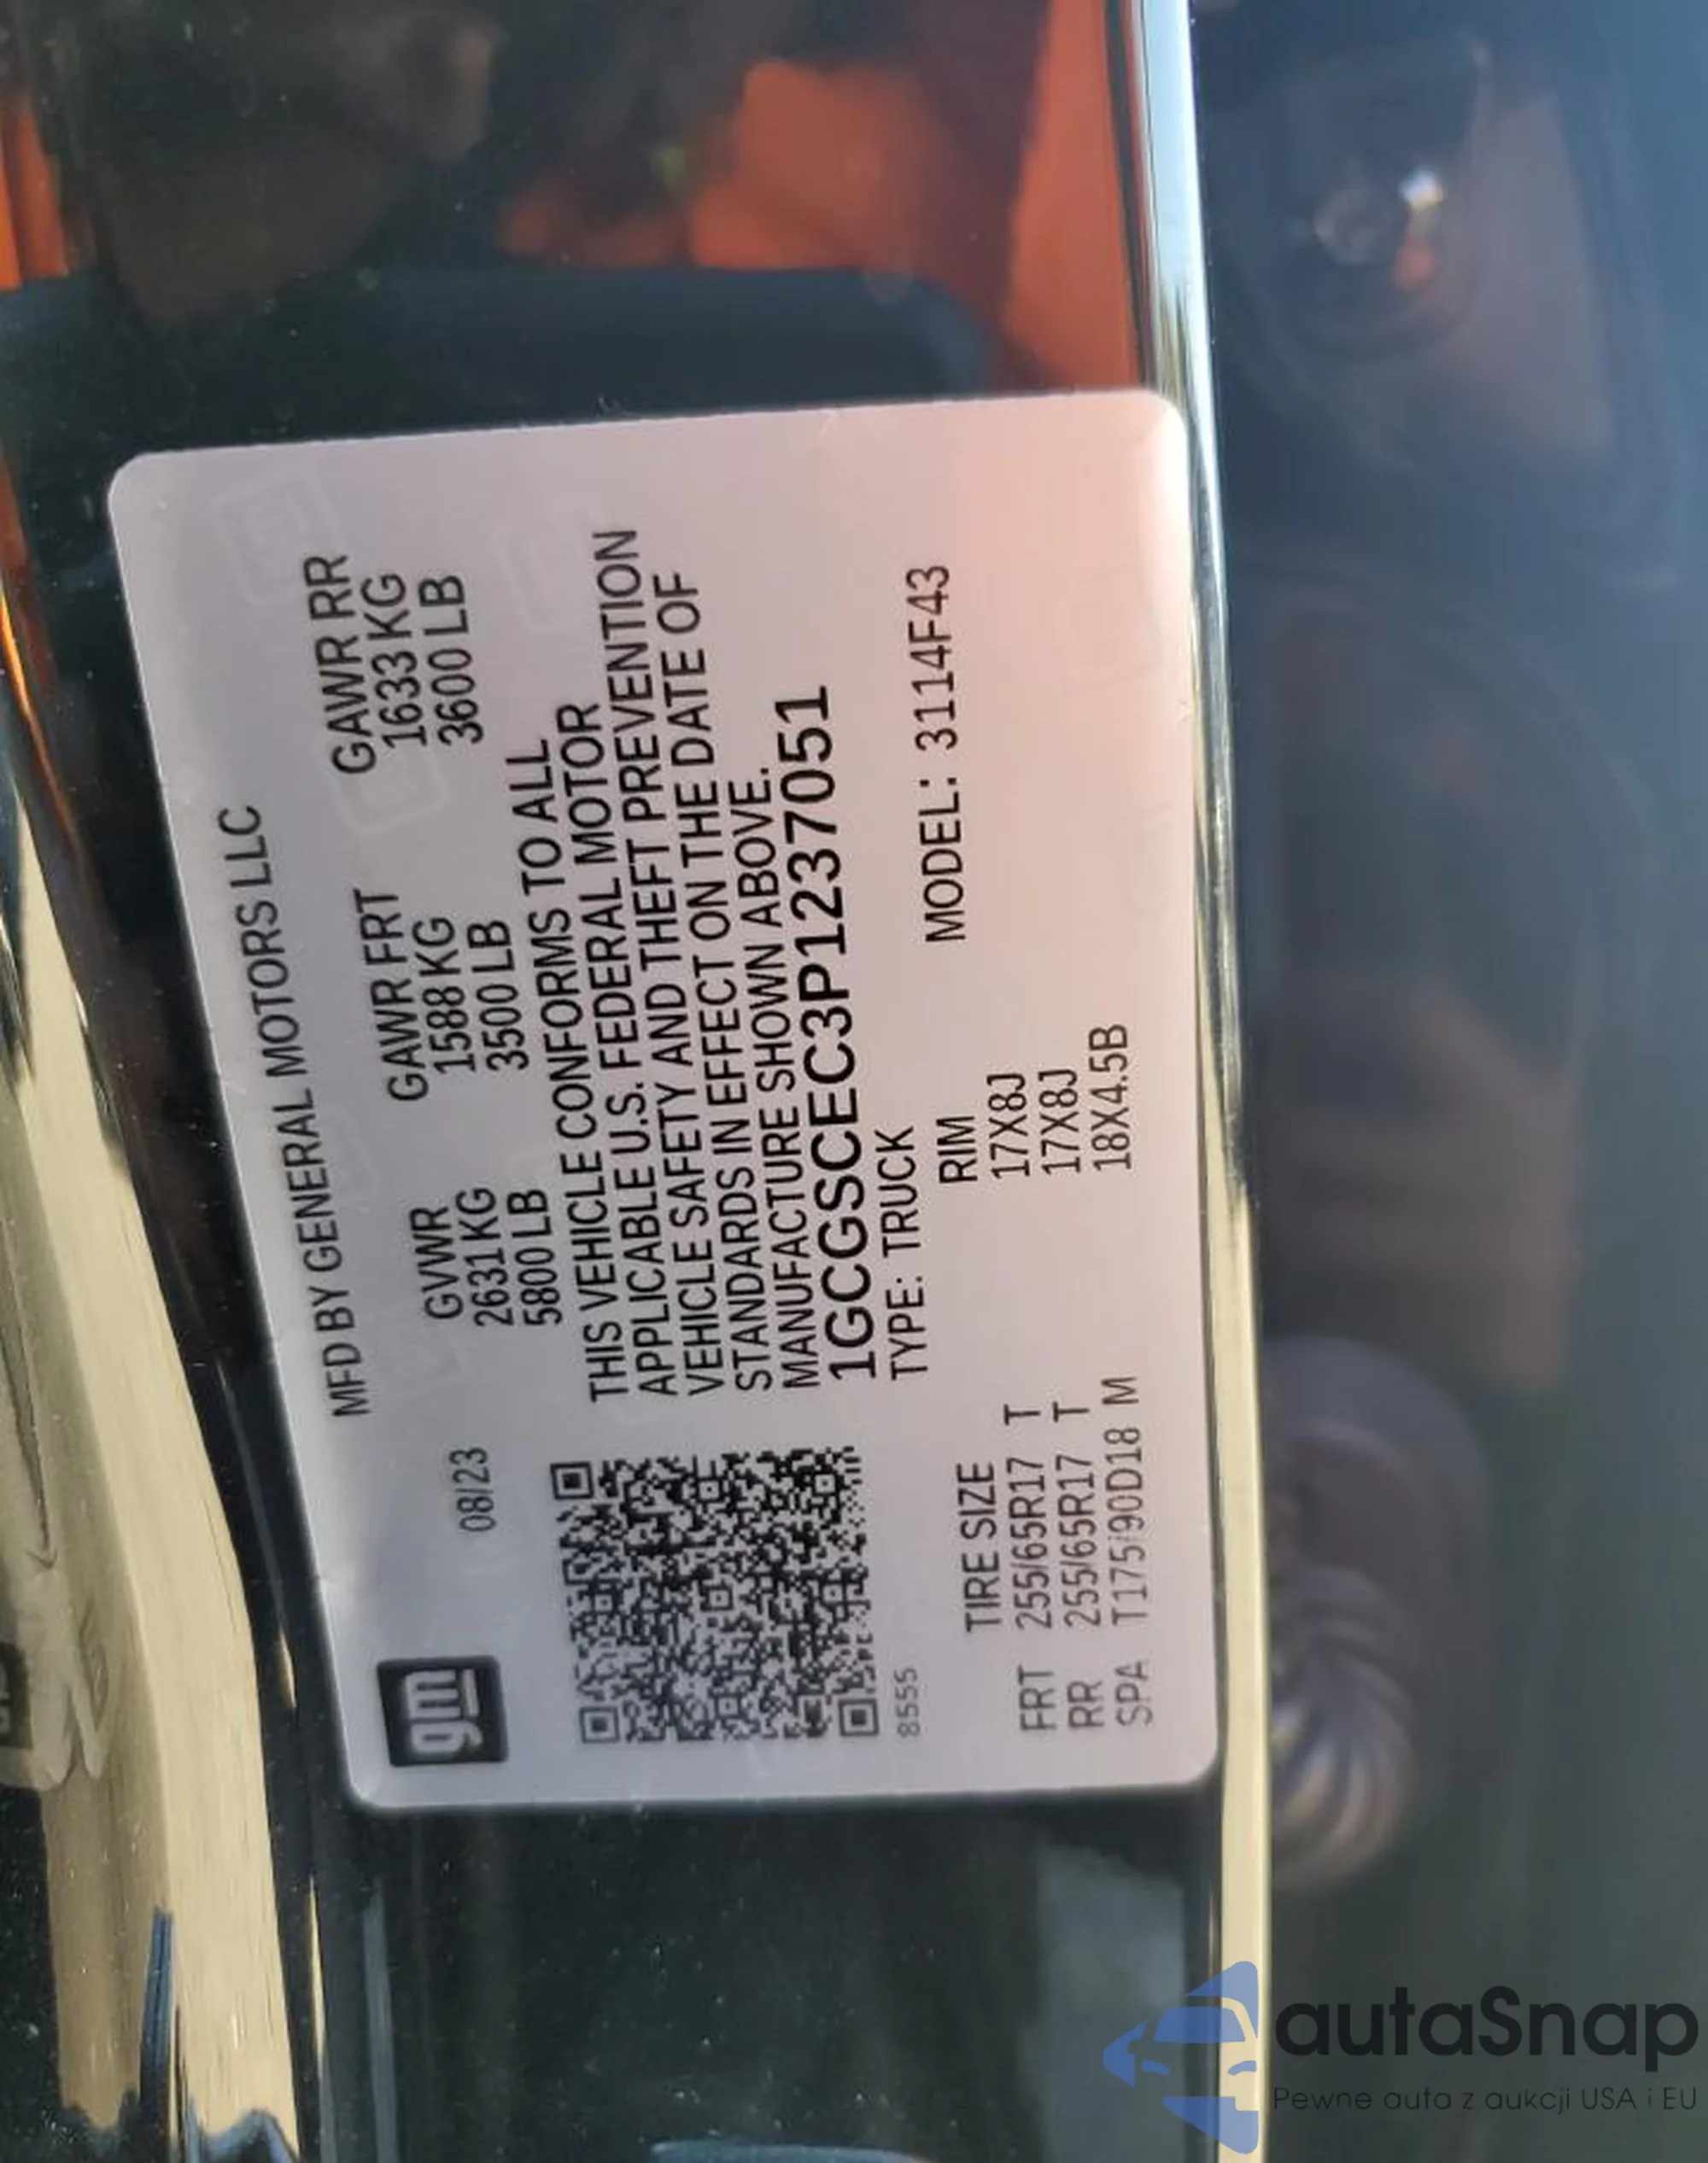 MFD BY GENERAL MOTORS LLC
gm
08/23
GVWR GAWR FRT GAWR RR
2631 KG 1588 KG 1633 KG
5800 LB 3500 LB 3600 LB
THIS VEHICLE CONFORMS TO ALL
APPLICABLE U.S. FEDERAL MOTOR
VEHICLE SAFETY AND THEFT PREVENTION
STANDARDS IN EFFECT ON THE DATE OF
MANUFACTURE SHOWN ABOVE.
1GCGSCEC3P1237051
TYPE: TRUCK MODEL: 3114F43
8555
TIRE SIZE RIM
FRT 255/65R17 T 17X8J
RR 255/65R17 T 17X8J
SPA T175/90D18 M 18X4.5B
autaSnap
Pewne auta z aukcji USA i EU